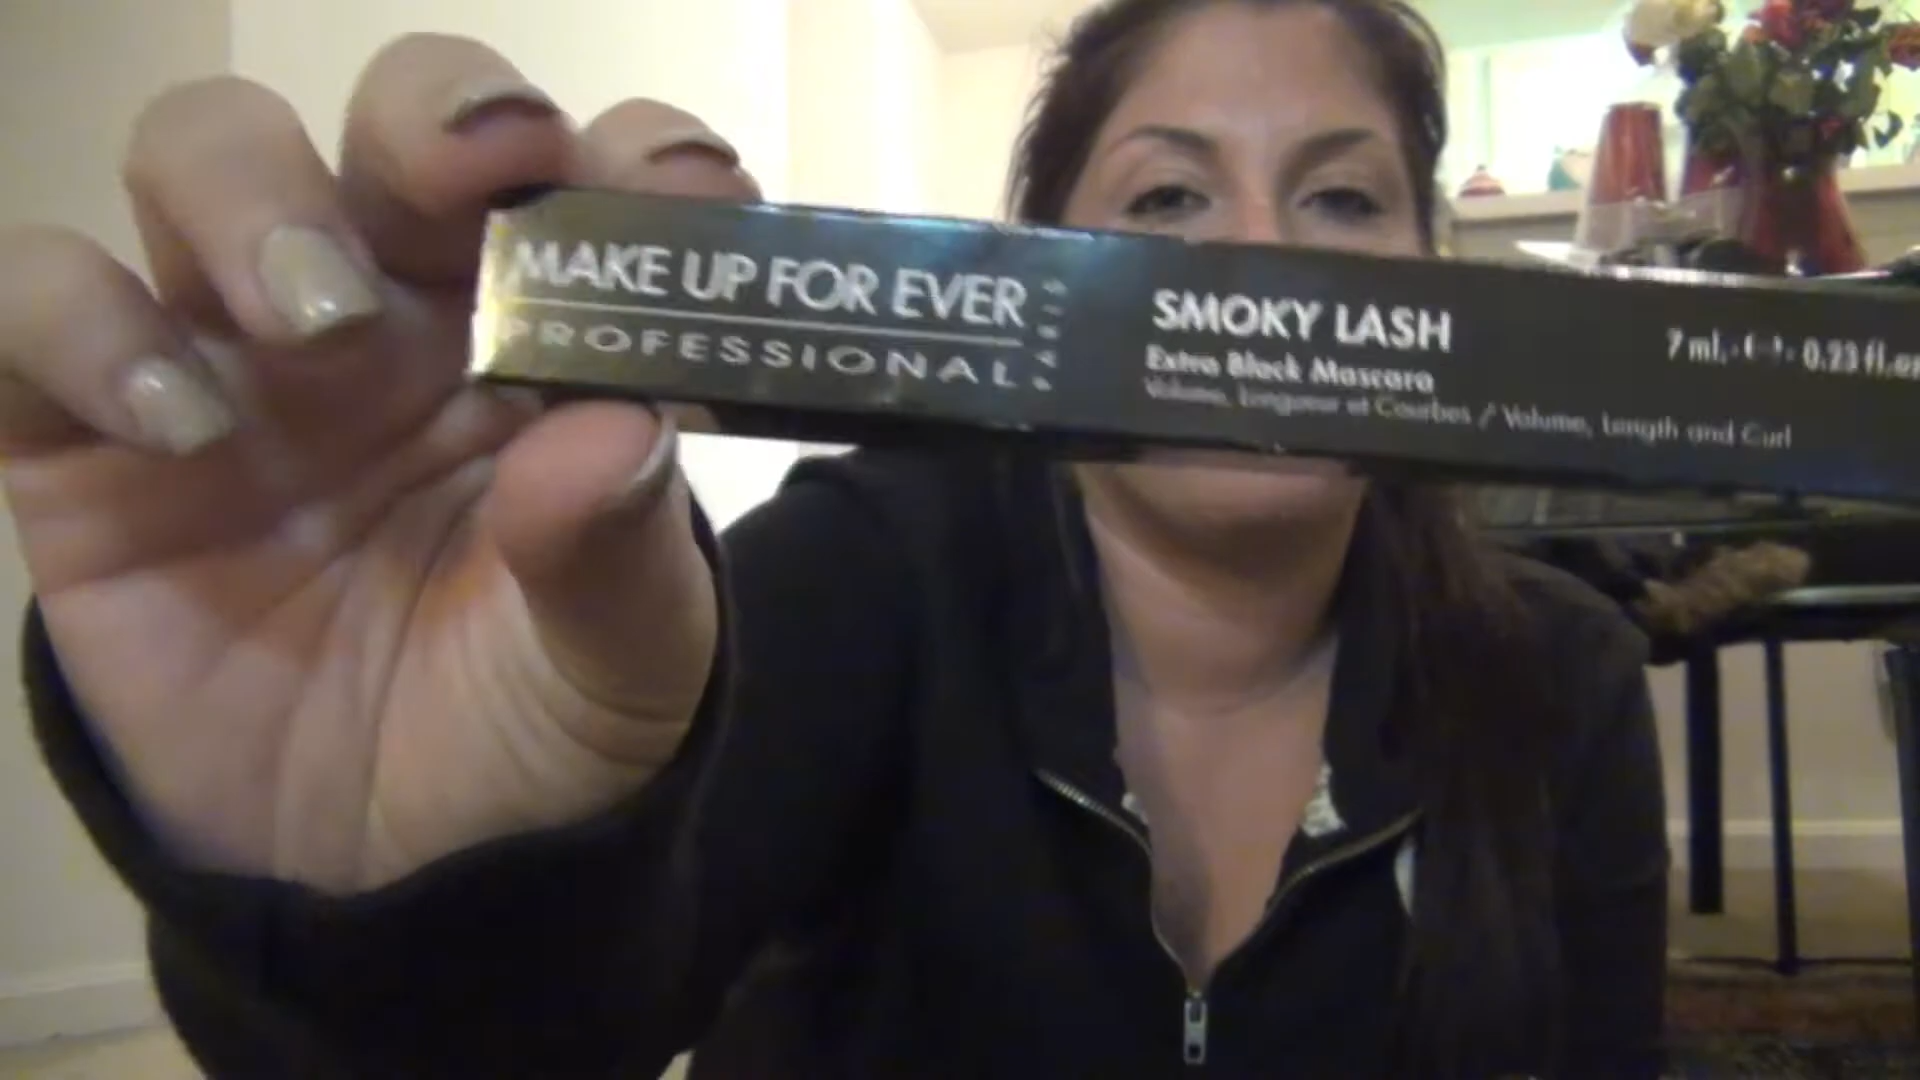 MAKE UP FOR EVER
PROFESSIONAL
SMOKY LASH
Extra Black Mascara
Volume, Longueur et Courbes / Volume, Length and Curl
7 ml. 0.23 fl.oz